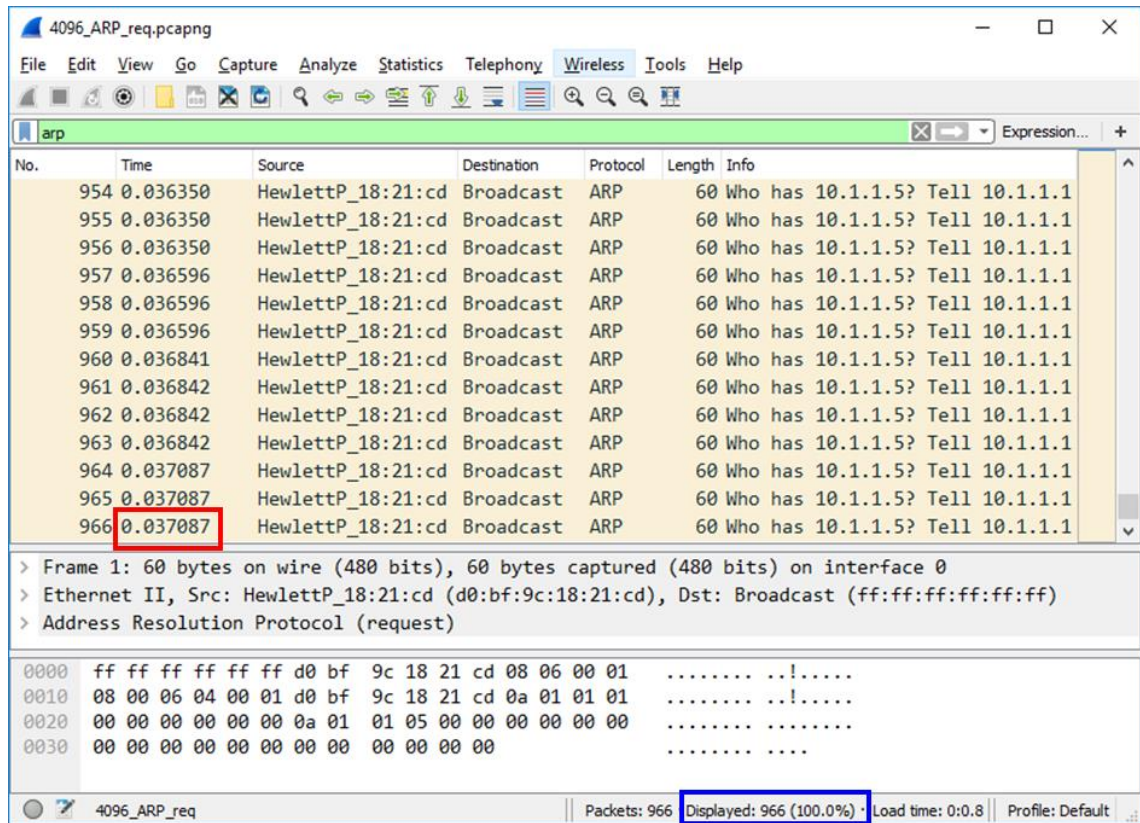 4096_ARP_req.pcapng
File Edit View Go Capture Analyze Statistics Telephony Wireless Tools Help
arp Expression... +
No. Time Source Destination Protocol Length Info
954 0.036350 HewlettP_18:21:cd Broadcast ARP 60 Who has 10.1.1.5? Tell 10.1.1.1
955 0.036350 HewlettP_18:21:cd Broadcast ARP 60 Who has 10.1.1.5? Tell 10.1.1.1
956 0.036350 HewlettP_18:21:cd Broadcast ARP 60 Who has 10.1.1.5? Tell 10.1.1.1
957 0.036596 HewlettP_18:21:cd Broadcast ARP 60 Who has 10.1.1.5? Tell 10.1.1.1
958 0.036596 HewlettP_18:21:cd Broadcast ARP 60 Who has 10.1.1.5? Tell 10.1.1.1
959 0.036596 HewlettP_18:21:cd Broadcast ARP 60 Who has 10.1.1.5? Tell 10.1.1.1
960 0.036841 HewlettP_18:21:cd Broadcast ARP 60 Who has 10.1.1.5? Tell 10.1.1.1
961 0.036842 HewlettP_18:21:cd Broadcast ARP 60 Who has 10.1.1.5? Tell 10.1.1.1
962 0.036842 HewlettP_18:21:cd Broadcast ARP 60 Who has 10.1.1.5? Tell 10.1.1.1
963 0.036842 HewlettP_18:21:cd Broadcast ARP 60 Who has 10.1.1.5? Tell 10.1.1.1
964 0.037087 HewlettP_18:21:cd Broadcast ARP 60 Who has 10.1.1.5? Tell 10.1.1.1
965 0.037087 HewlettP_18:21:cd Broadcast ARP 60 Who has 10.1.1.5? Tell 10.1.1.1
966 0.037087 HewlettP_18:21:cd Broadcast ARP 60 Who has 10.1.1.5? Tell 10.1.1.1
> Frame 1: 60 bytes on wire (480 bits), 60 bytes captured (480 bits) on interface 0
> Ethernet II, Src: HewlettP_18:21:cd (d0:bf:9c:18:21:cd), Dst: Broadcast (ff:ff:ff:ff:ff:ff)
> Address Resolution Protocol (request)
0000 ff ff ff ff ff ff d0 bf 9c 18 21 cd 08 06 00 01 ........ ..!.....
0010 08 00 06 04 00 01 d0 bf 9c 18 21 cd 0a 01 01 01 ........ ..!.....
0020 00 00 00 00 00 00 0a 01 01 05 00 00 00 00 00 00 ........ ........
0030 00 00 00 00 00 00 00 00 00 00 00 00 ........ ....
4096_ARP_req Packets: 966 Displayed: 966 (100.0%) · Load time: 0:0.8 Profile: Default